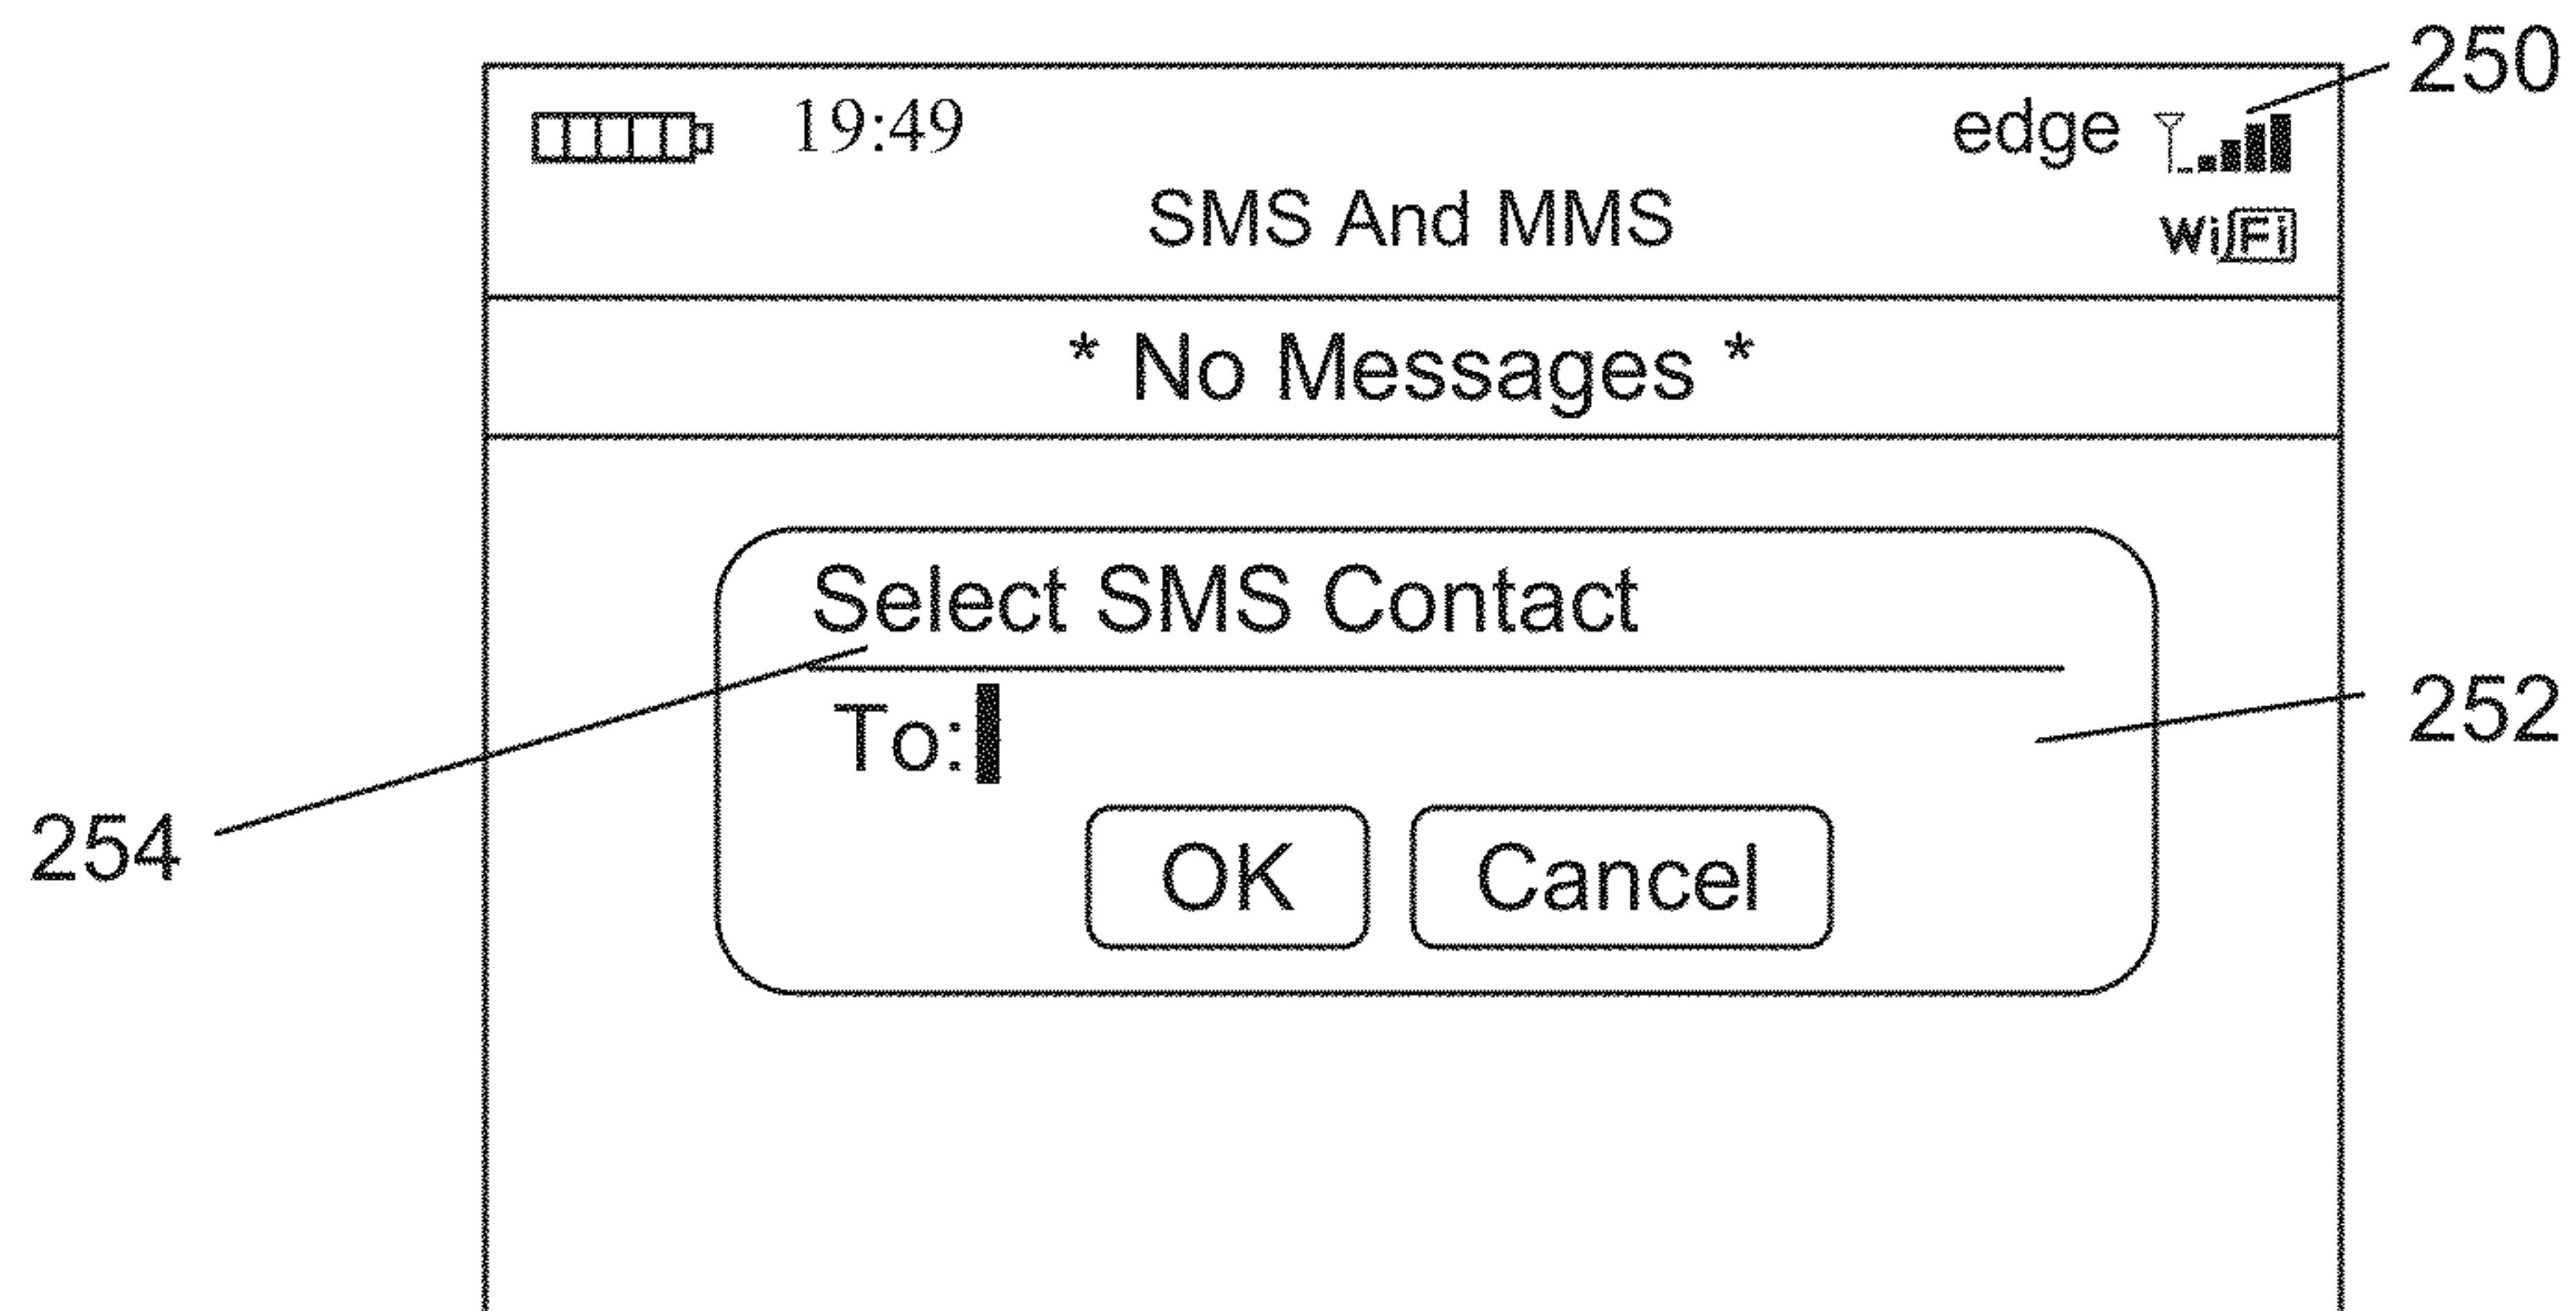 250
19:49 edge
SMS And MMS
WiFi
* No Messages *
Select SMS Contact
To:
252
254
OK Cancel